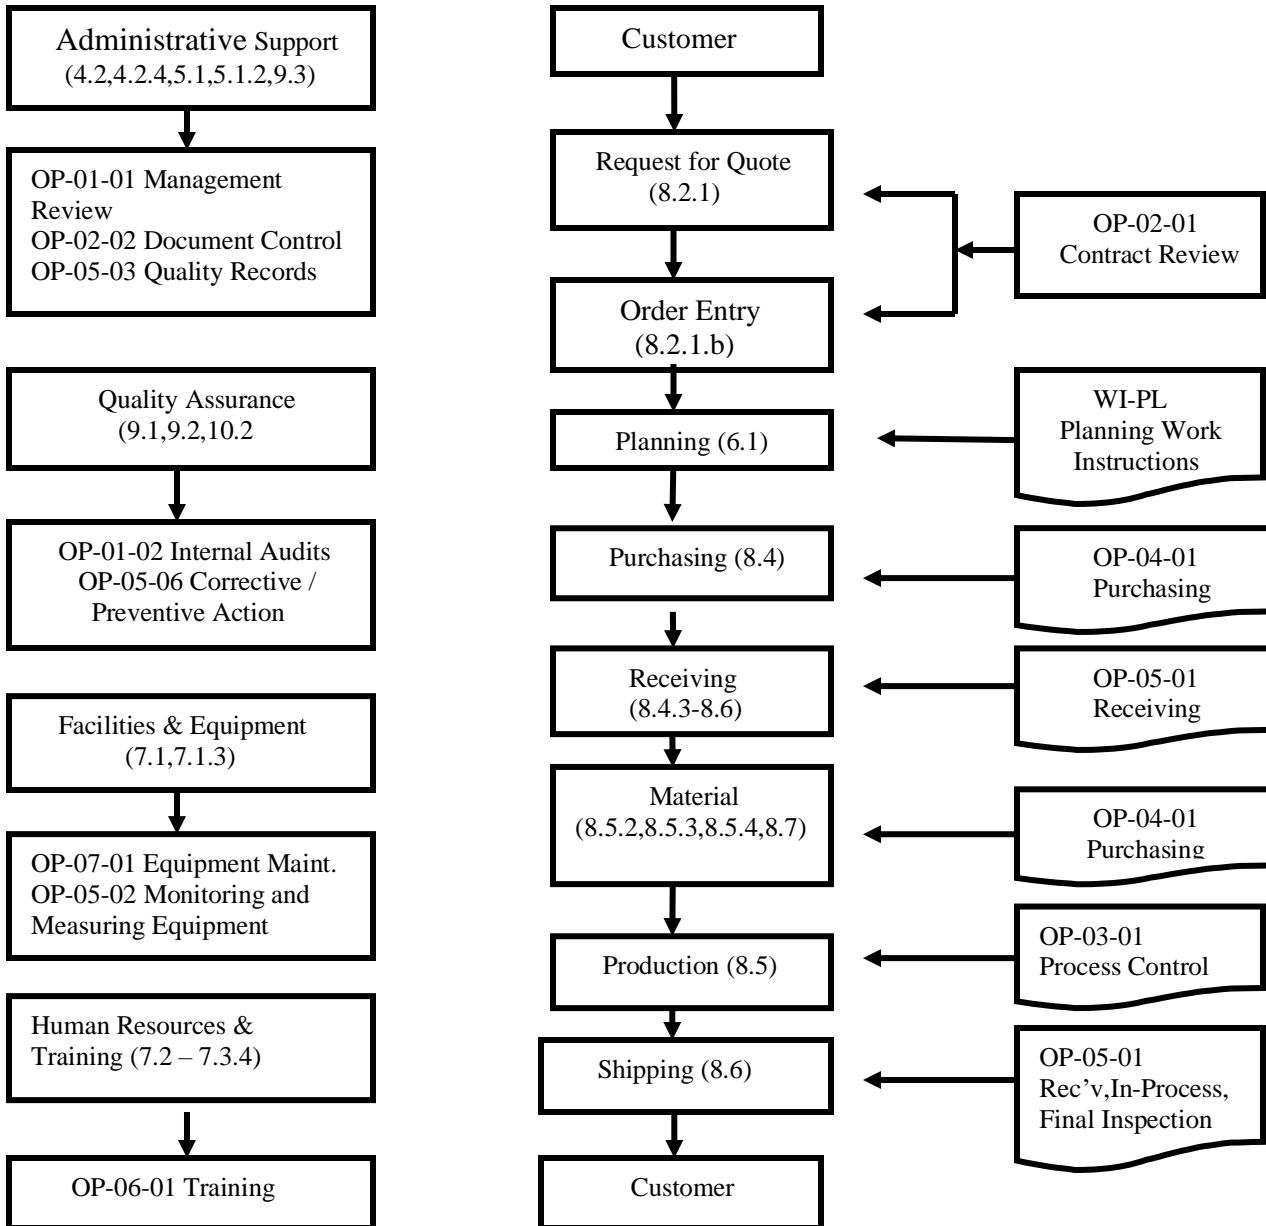 Administrative Support
(4.2,4.2.4,5.1,5.1.2,9.3)
OP-01-01 Management
Review
OP-02-02 Document Control
OP-05-03 Quality Records
Quality Assurance
(9.1,9.2,10.2
OP-01-02 Internal Audits
OP-05-06 Corrective /
Preventive Action
Facilities & Equipment
(7.1,7.1.3)
OP-07-01 Equipment Maint.
OP-05-02 Monitoring and
Measuring Equipment
Human Resources &
Training (7.2 – 7.3.4)
OP-06-01 Training
Customer
Request for Quote
(8.2.1)
Order Entry
(8.2.1.b)
Planning (6.1)
Purchasing (8.4)
Receiving
(8.4.3-8.6)
Material
(8.5.2,8.5.3,8.5.4,8.7)
Production (8.5)
Shipping (8.6)
Customer
OP-02-01
Contract Review
WI-PL
Planning Work
Instructions
OP-04-01
Purchasing
OP-05-01
Receiving
OP-04-01
Purchasing
OP-03-01
Process Control
OP-05-01
Rec’v,In-Process,
Final Inspection